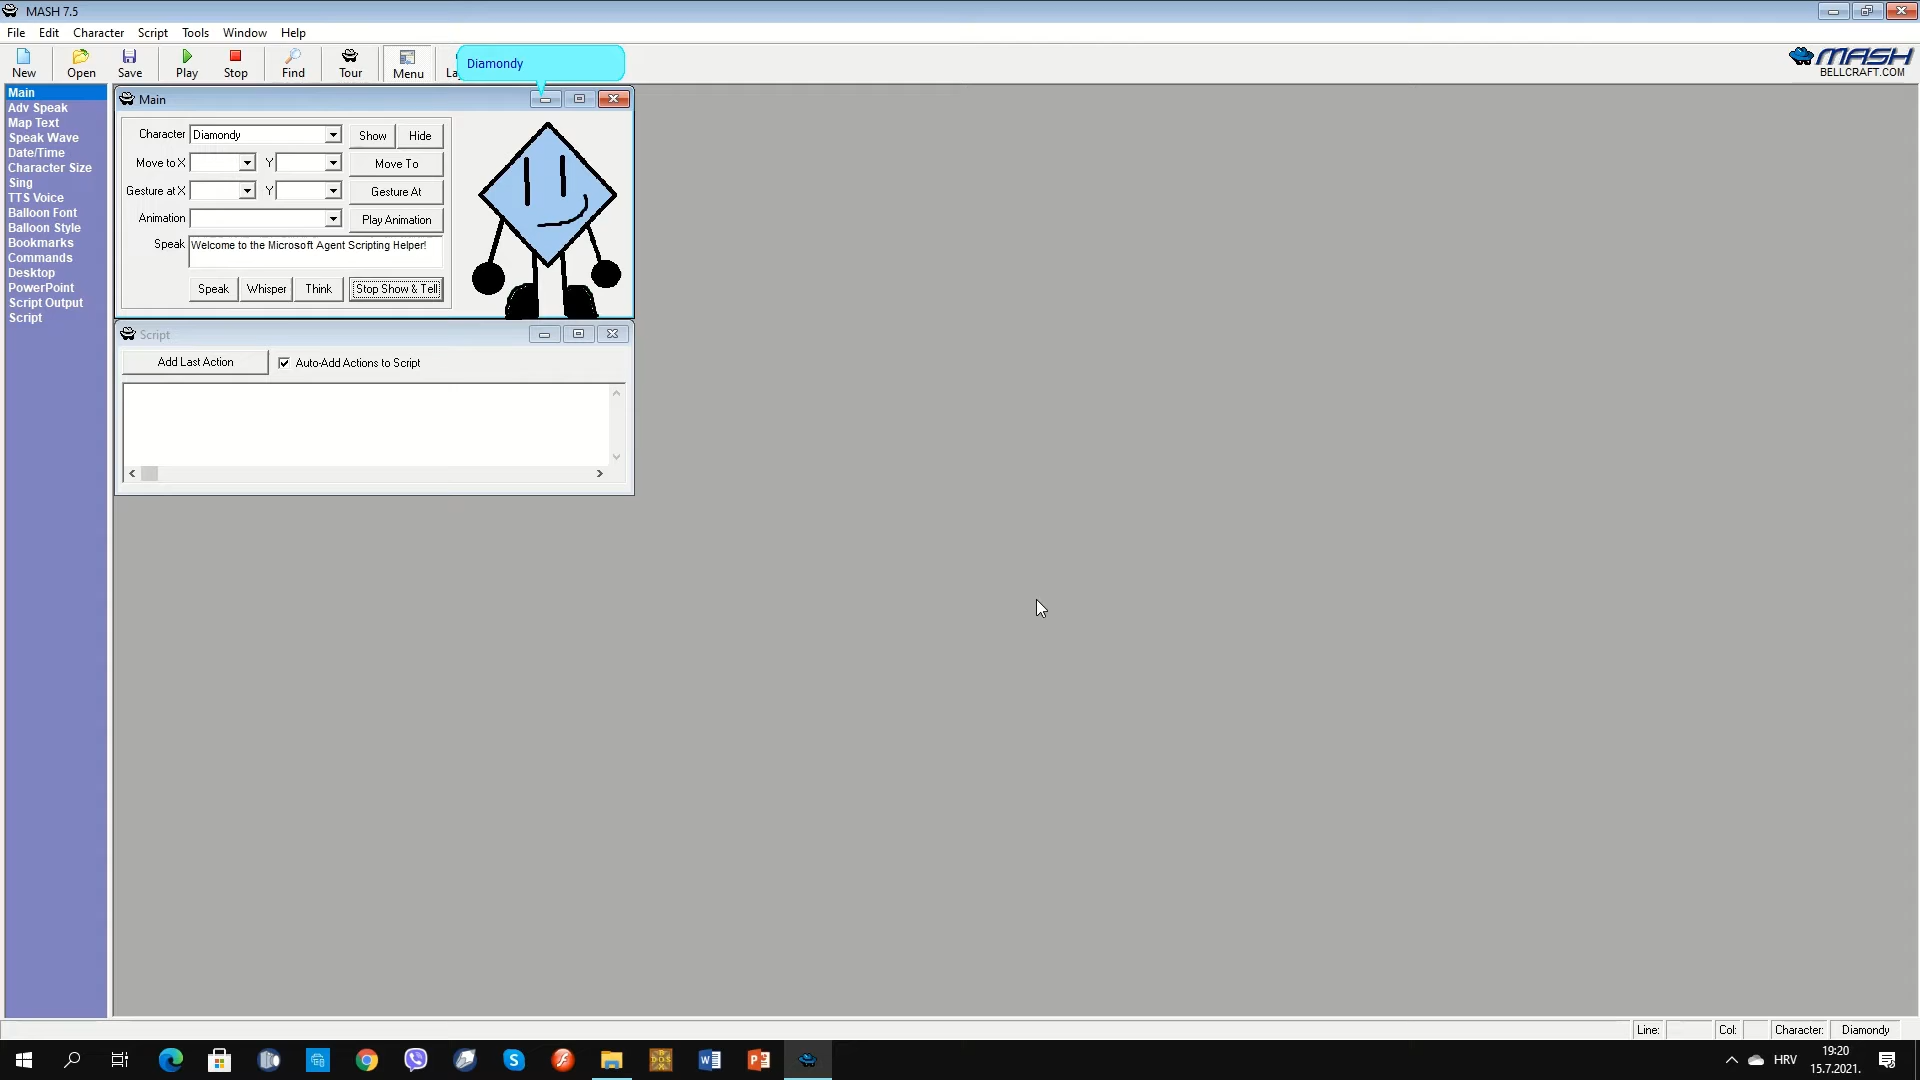 MASH 7.5
File Edit Character Script Tools Window Help
New Open Save Play Stop Find Tour Menu
Diamondy
MASH
BELLCRAFT.COM
Main
Adv Speak
Map Text
Speak Wave
Date/Time
Character Size
Sing
TTS Voice
Balloon Font
Balloon Style
Bookmarks
Commands
Desktop
PowerPoint
Script Output
Script
Main
Character Diamondy Show Hide
Move to X Y Move To
Gesture at X Y Gesture At
Animation Play Animation
Speak Welcome to the Microsoft Agent Scripting Helper!
Speak Whisper Think Stop Show & Tell
Script
Add Last Action Auto-Add Actions to Script
Line: Col: Character: Diamondy
HRV
19:20
15.7.2021.